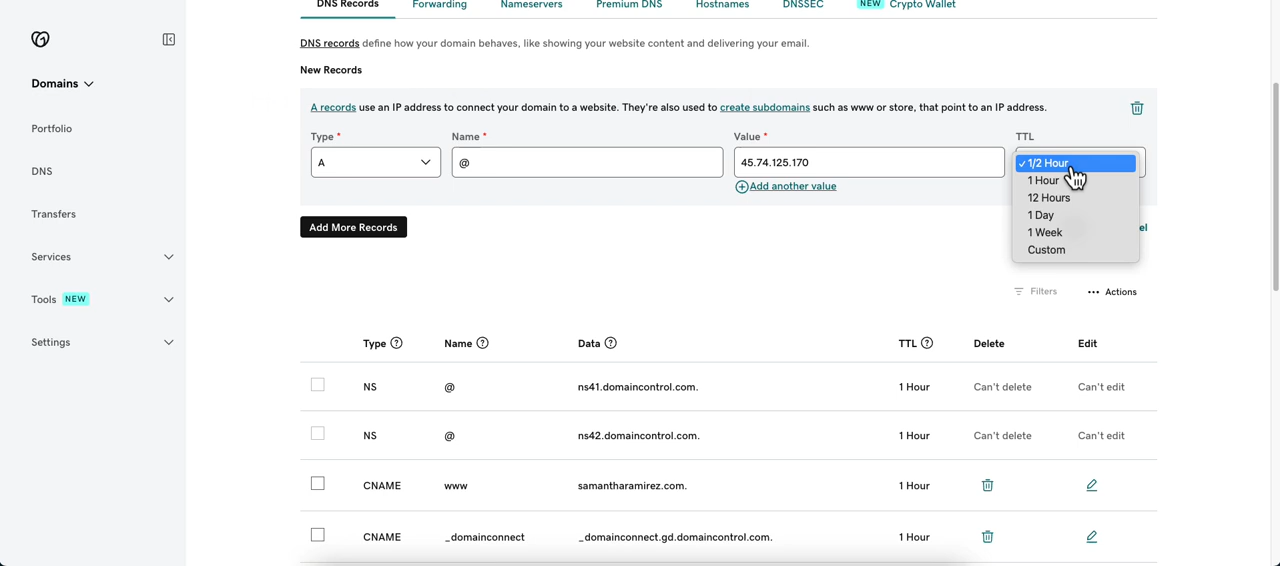 DNS Records Forwarding Nameservers Premium DNS Hostnames DNSSEC NEW Crypto Wallet
Domains
Portfolio
DNS
Transfers
Services
Tools NEW
Settings
DNS records define how your domain behaves, like showing your website content and delivering your email.
New Records
A records use an IP address to connect your domain to a website. They're also used to create subdomains such as www or store, that point to an IP address.
Type * Name * Value * TTL
A @ 45.74.125.170
✓ 1/2 Hour
1 Hour
12 Hours
1 Day
1 Week
Custom
+ Add another value
Add More Records
Filters ••• Actions
Type ? Name ? Data ? TTL ? Delete Edit
NS @ ns41.domaincontrol.com. 1 Hour Can't delete Can't edit
NS @ ns42.domaincontrol.com. 1 Hour Can't delete Can't edit
CNAME www samantharamirez.com. 1 Hour
CNAME _domainconnect _domainconnect.gd.domaincontrol.com. 1 Hour